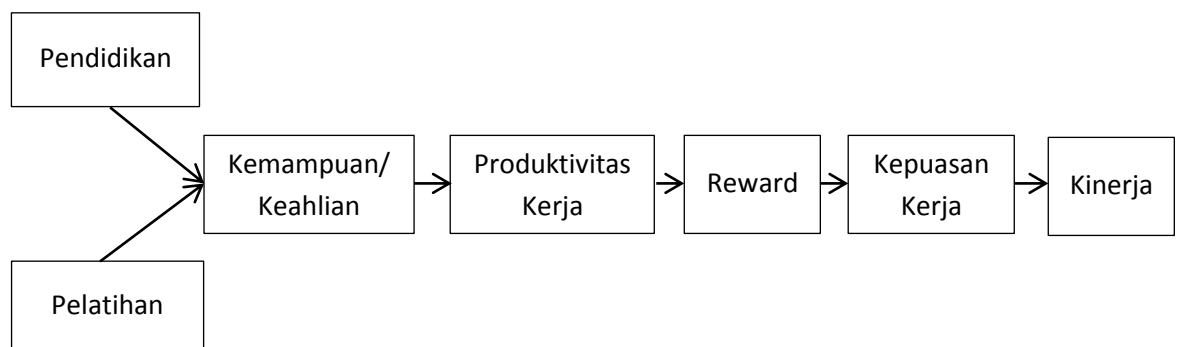 Pendidikan
Kemampuan/
Keahlian
Produktivitas
Kerja
Reward
Kepuasan
Kerja
Kinerja
Pelatihan